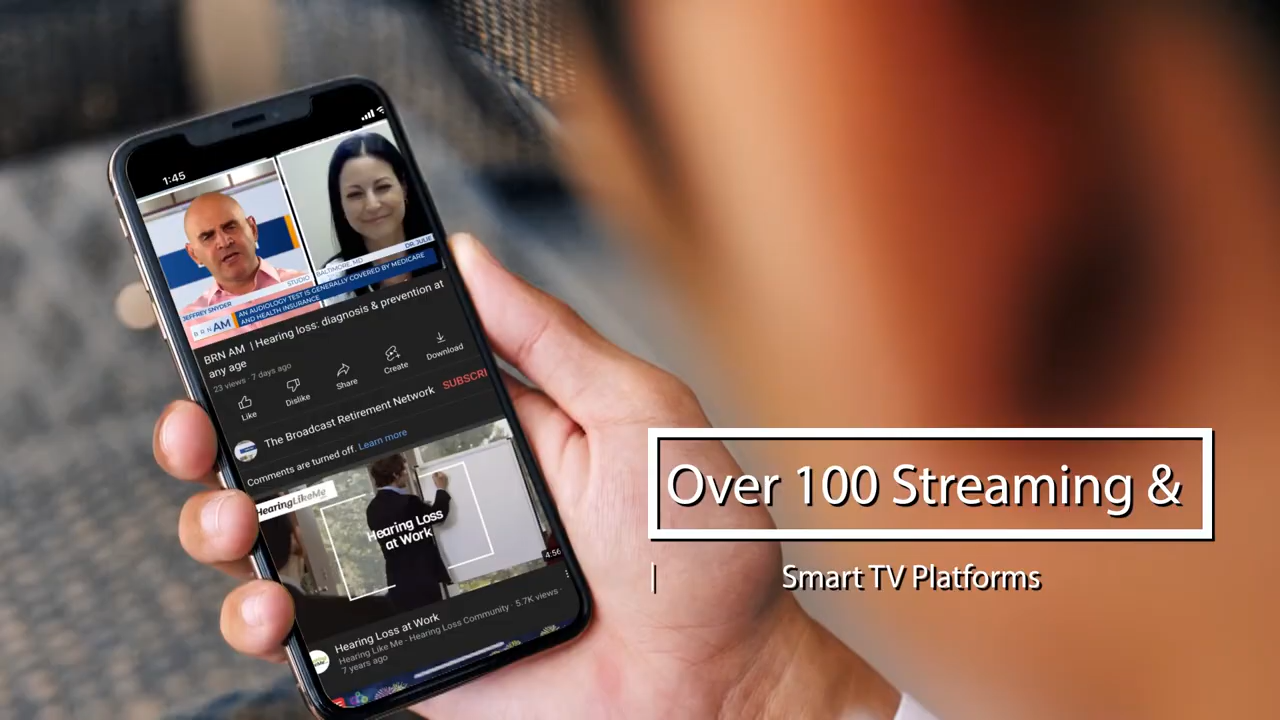 1:45
JEFFREY SNYDER
STUDIO
BALTIMORE, MD
DR. JULIE
BRN AM
AN AUDIOLOGY TEST IS GENERALLY COVERED BY MEDICARE
AND HEALTH INSURANCE
BRN AM | Hearing loss: diagnosis & prevention at
any age
23 views · 7 days ago
Like
Dislike
Share
Create
Download
The Broadcast Retirement Network
SUBSCRI
Comments are turned off. Learn more
HearingLikeMe
Hearing Loss
at Work
4:56
Hearing Loss at Work
Hearing Like Me - Hearing Loss Community · 5.7K views ·
7 years ago
Over 100 Streaming &
Smart TV Platforms